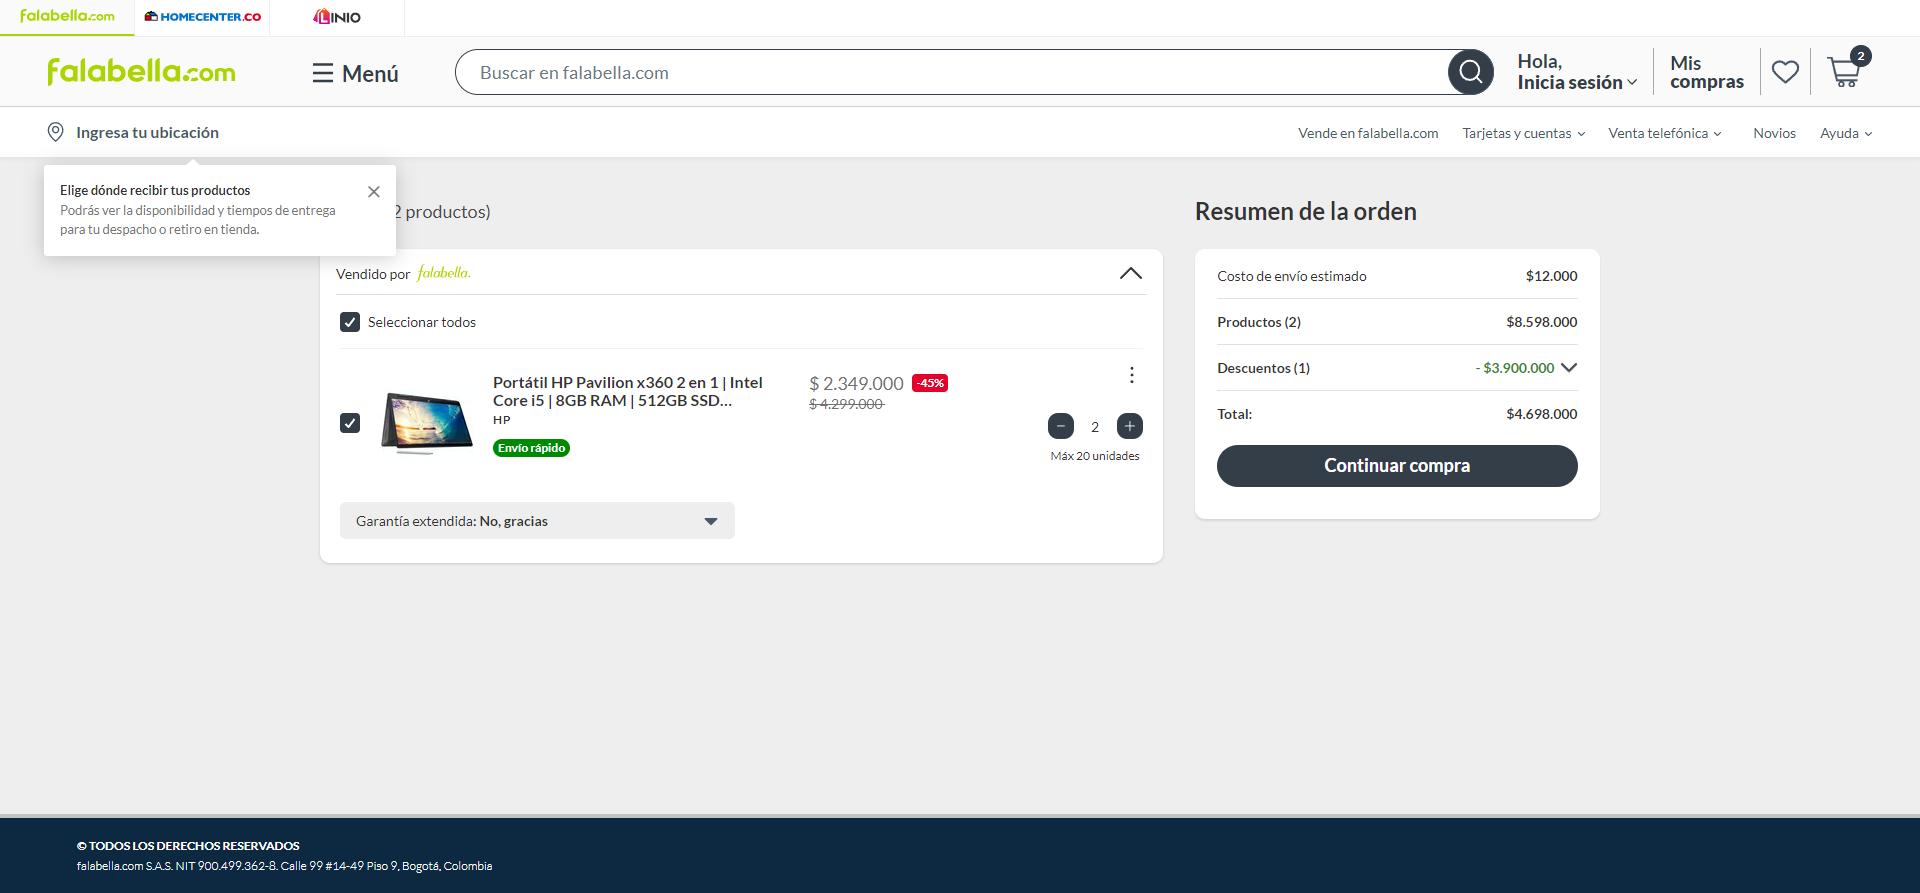 falabella.com
HOMECENTER.CO
LINIO
falabella.com
Menú
Buscar en falabella.com
Hola,
Inicia sesión
Mis
compras
2
Ingresa tu ubicación
Vende en falabella.com
Tarjetas y cuentas
Venta telefónica
Novios
Ayuda
Elige dónde recibir tus productos
Podrás ver la disponibilidad y tiempos de entrega
para tu despacho o retiro en tienda.
2 productos)
Vendido por falabella.
Seleccionar todos
Portátil HP Pavilion x360 2 en 1 | Intel
Core i5 | 8GB RAM | 512GB SSD...
HP
Envío rápido
$ 2.349.000 -45%
$ 4.299.000
2
Máx 20 unidades
Garantía extendida: No, gracias
Resumen de la orden
Costo de envío estimado $12.000
Productos (2) $8.598.000
Descuentos (1) - $3.900.000
Total: $4.698.000
Continuar compra
© TODOS LOS DERECHOS RESERVADOS
falabella.com S.A.S. NIT 900.499.362-8. Calle 99 #14-49 Piso 9, Bogotá, Colombia